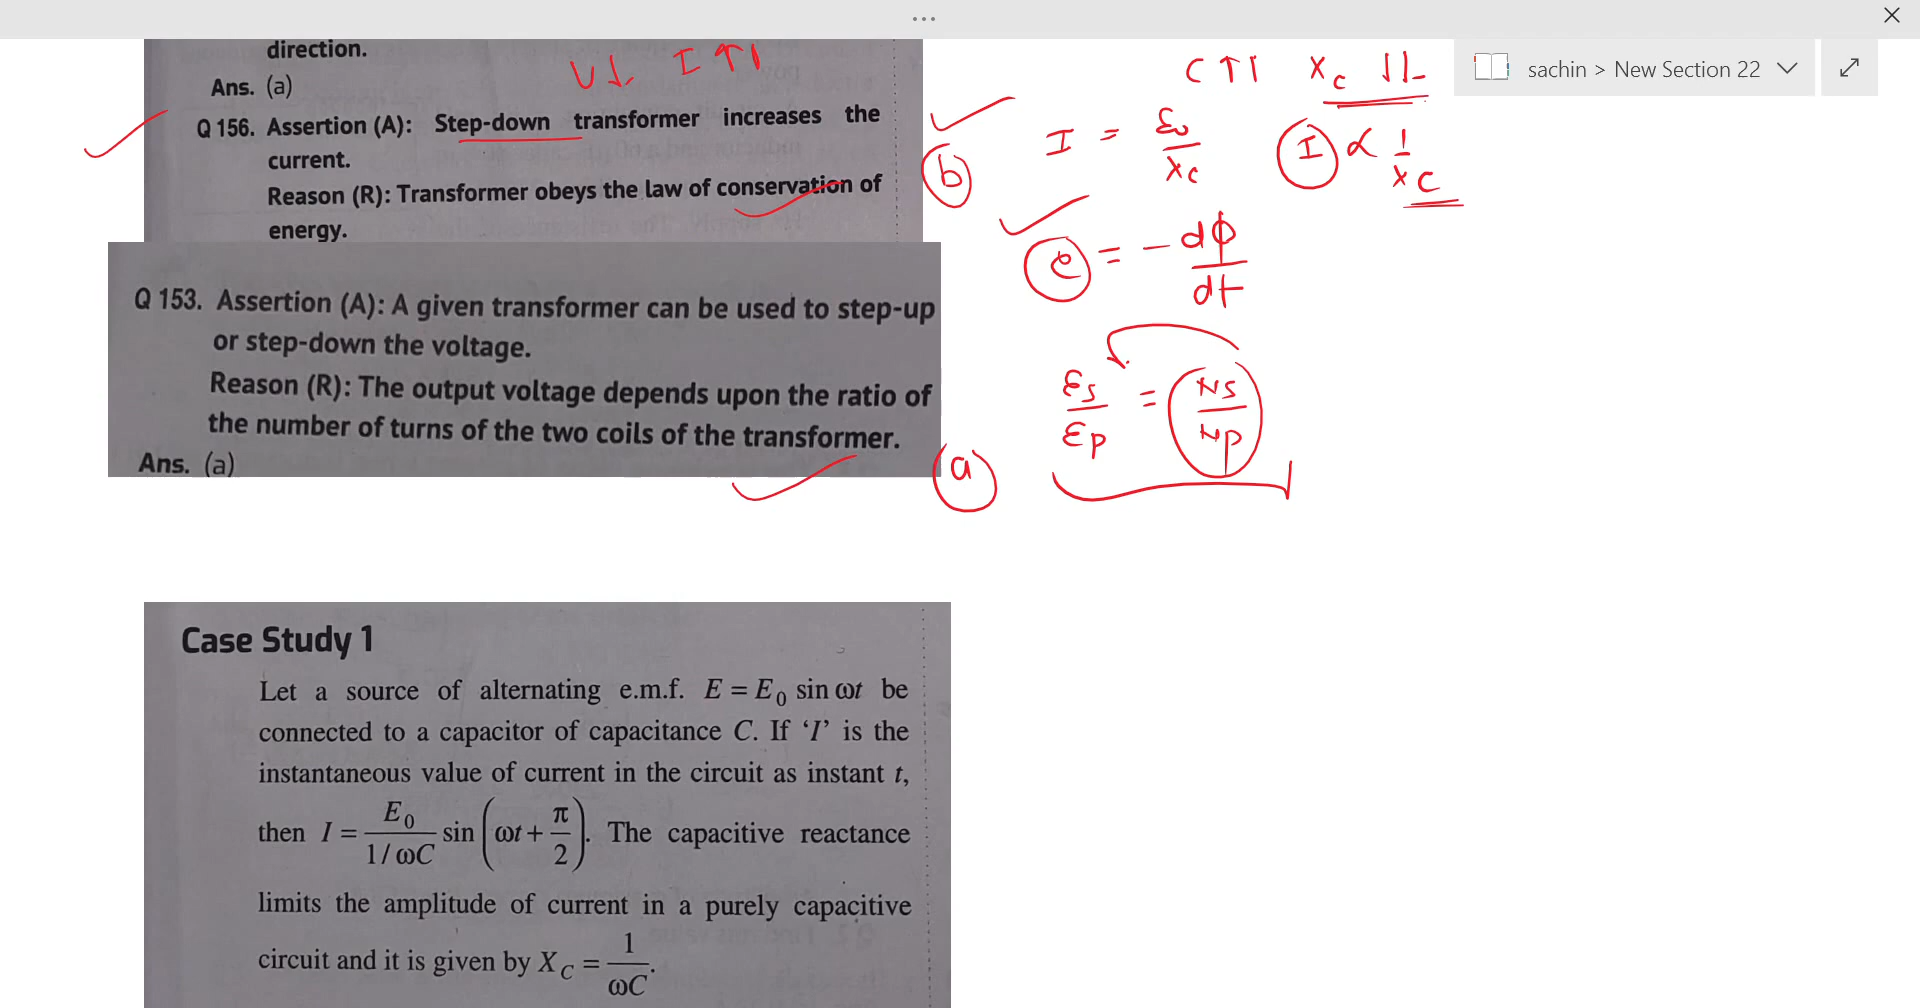 direction.
Ans. (a)
V↓ I ↑↑
Q 156. Assertion (A): Step-down transformer increases the
current.
Reason (R): Transformer obeys the law of conservation of
energy.
Q 153. Assertion (A): A given transformer can be used to step-up
or step-down the voltage.
Reason (R): The output voltage depends upon the ratio of
the number of turns of the two coils of the transformer.
Ans. (a)
C ↑↑ Xc ↓↓
(b) I = ε₀/Xc I ∝ 1/Xc
e = - dϕ/dt
εs/εp = Ns/Np
(a)
sachin > New Section 22
Case Study 1
Let a source of alternating e.m.f. E = E₀ sin ωt be
connected to a capacitor of capacitance C. If ‘I’ is the
instantaneous value of current in the circuit as instant t,
then I = E₀/(1/ωC) sin(ωt + π/2). The capacitive reactance
limits the amplitude of current in a purely capacitive
circuit and it is given by X_C = 1/ωC.